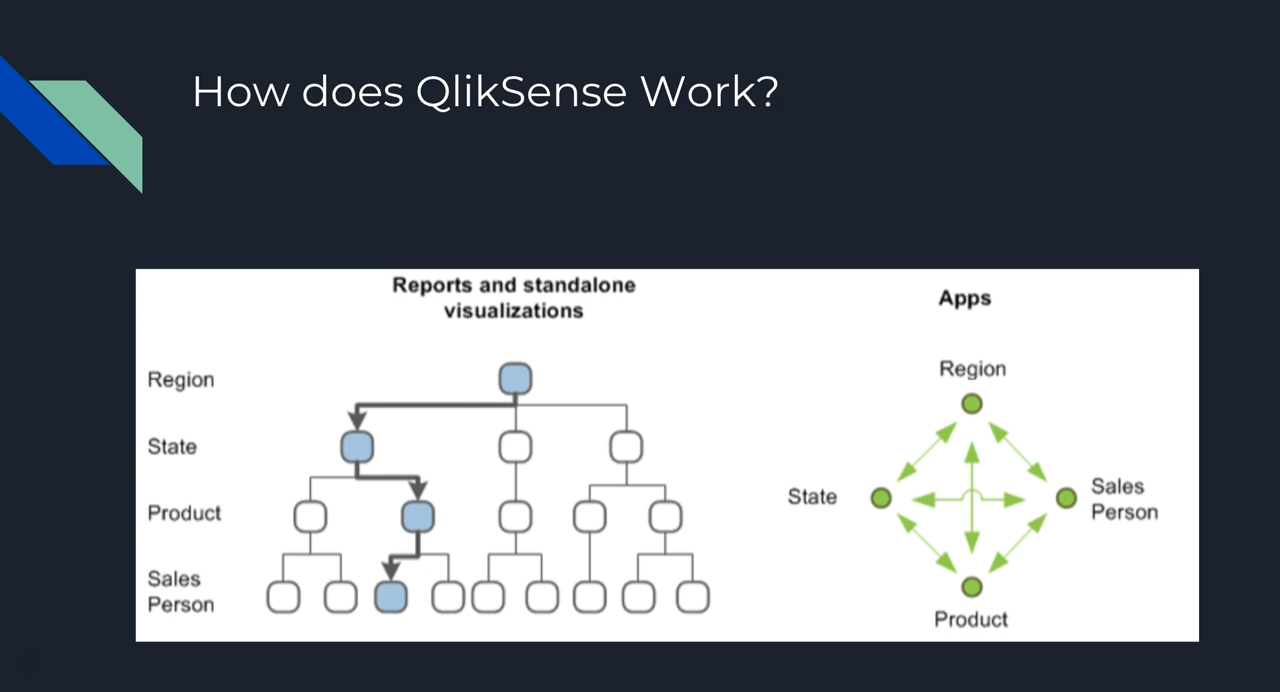 How does QlikSense Work?
Reports and standalone
visualizations
Region
State
Product
Sales
Person
Apps
Region
State
Sales
Person
Product